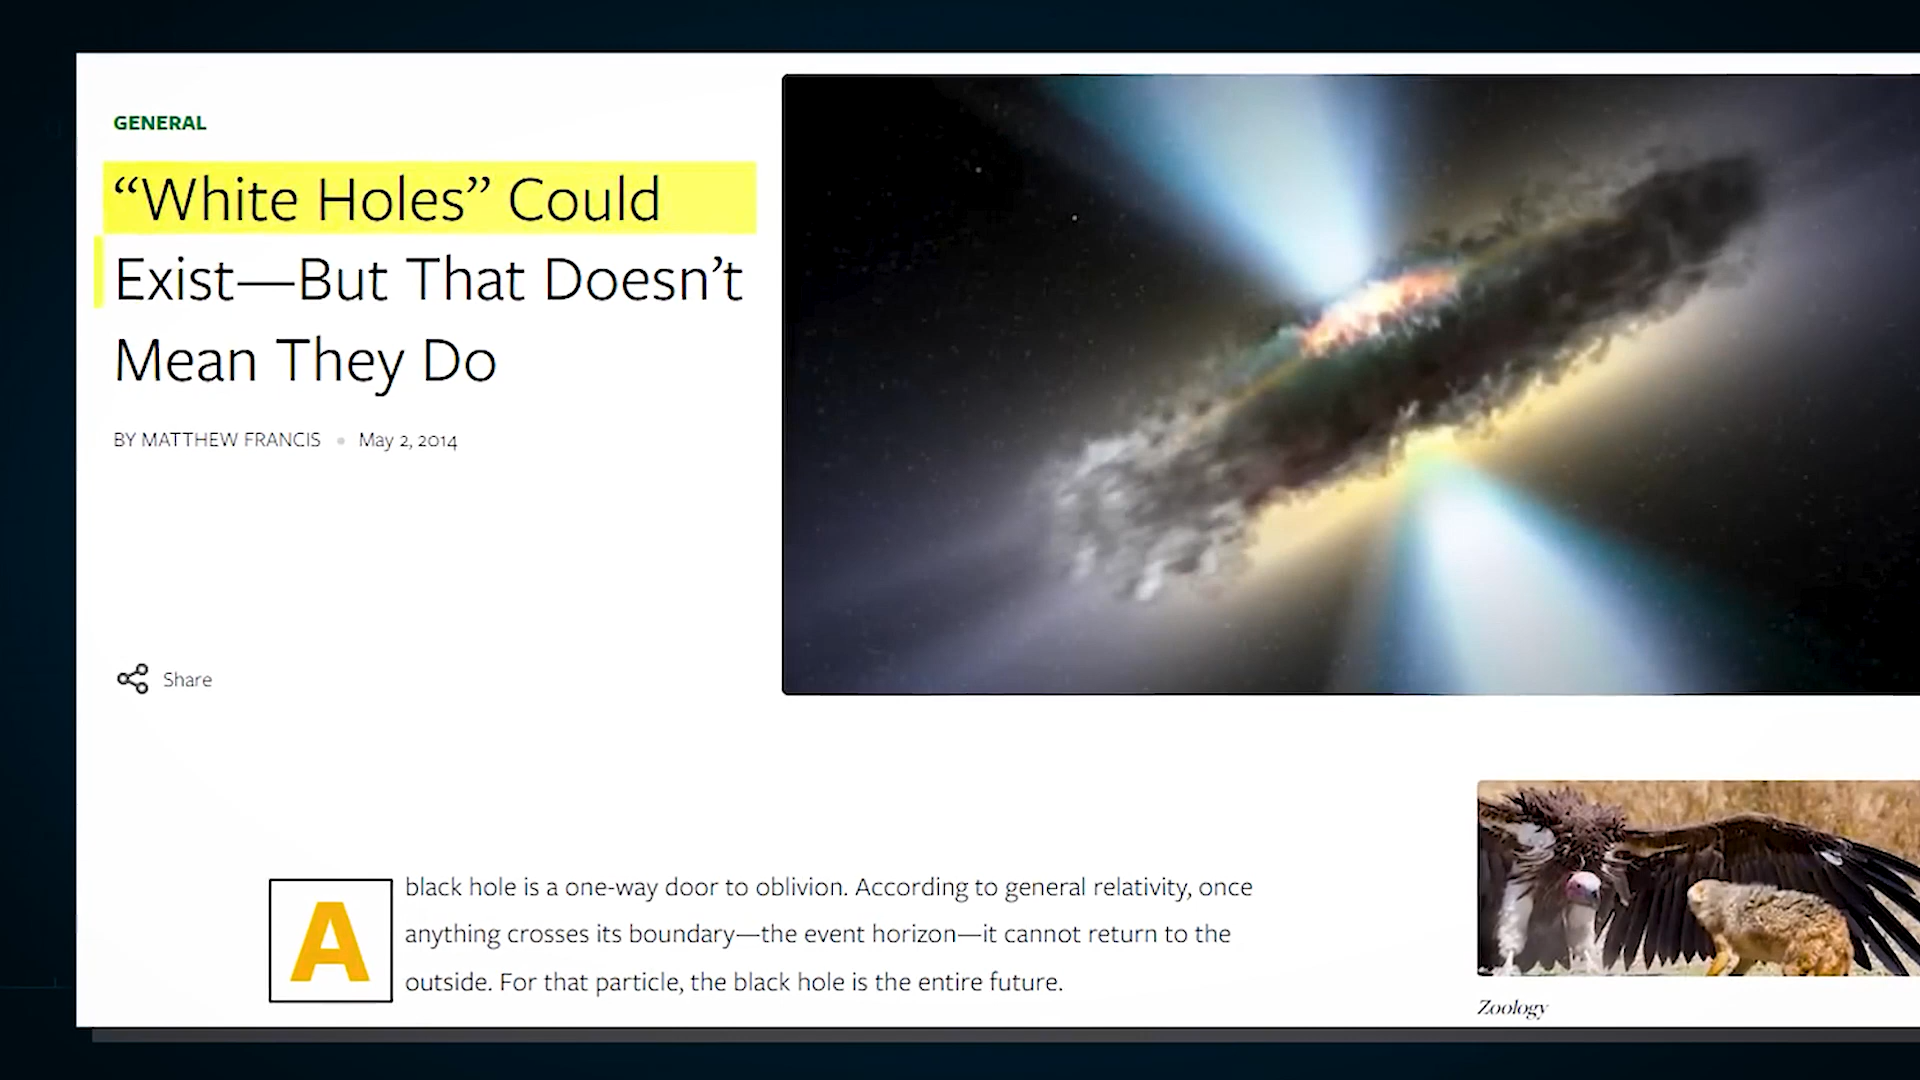 GENERAL
“White Holes” Could
Exist—But That Doesn’t
Mean They Do
BY MATTHEW FRANCIS • May 2, 2014
Share
A black hole is a one-way door to oblivion. According to general relativity, once
anything crosses its boundary—the event horizon—it cannot return to the
outside. For that particle, the black hole is the entire future.
Zoology